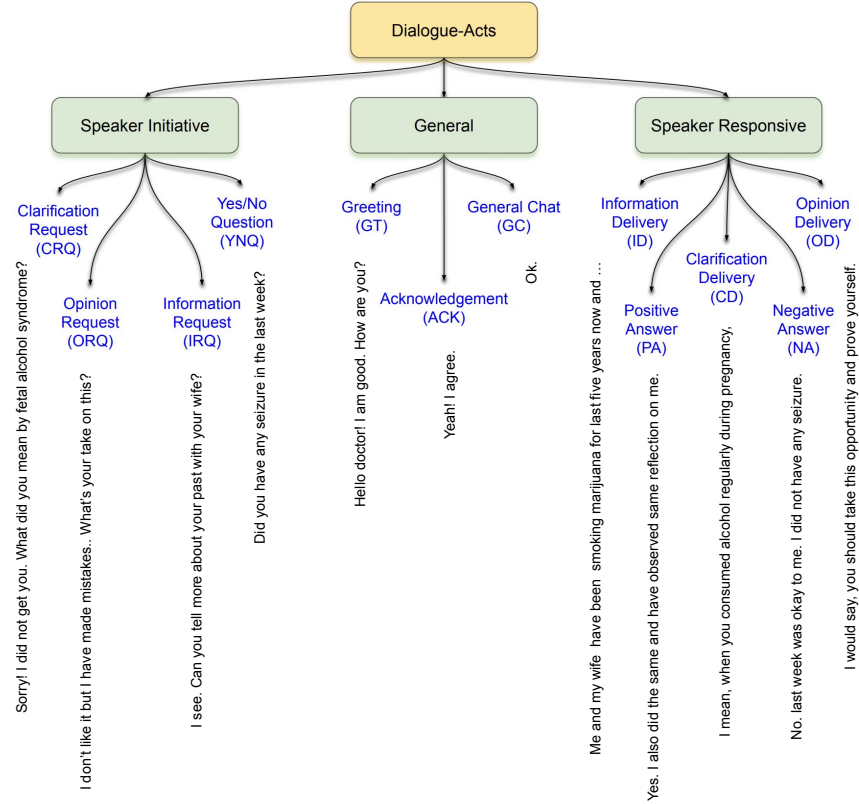 Dialogue-Acts
Speaker Initiative
General
Speaker Responsive
Clarification
Request
(CRQ)
Yes/No
Question
(YNQ)
Opinion
Request
(ORQ)
Information
Request
(IRQ)
Greeting
(GT)
General Chat
(GC)
Acknowledgement
(ACK)
Information
Delivery
(ID)
Opinion
Delivery
(OD)
Clarification
Delivery
(CD)
Positive
Answer
(PA)
Negative
Answer
(NA)
Sorry! I did not get you. What did you mean by fetal alcohol syndrome?
I don't like it but I have made mistakes.. What's your take on this?
I see. Can you tell more about your past with your wife?
Did you have any seizure in the last week?
Hello doctor! I am good. How are you?
Yeah! I agree.
Ok.
Me and my wife have been smoking marijuana for last five years now and …
Yes. I also did the same and have observed same reflection on me.
I mean, when you consumed alcohol regularly during pregnancy,
No. last week was okay to me. I did not have any seizure.
I would say, you should take this opportunity and prove yourself.